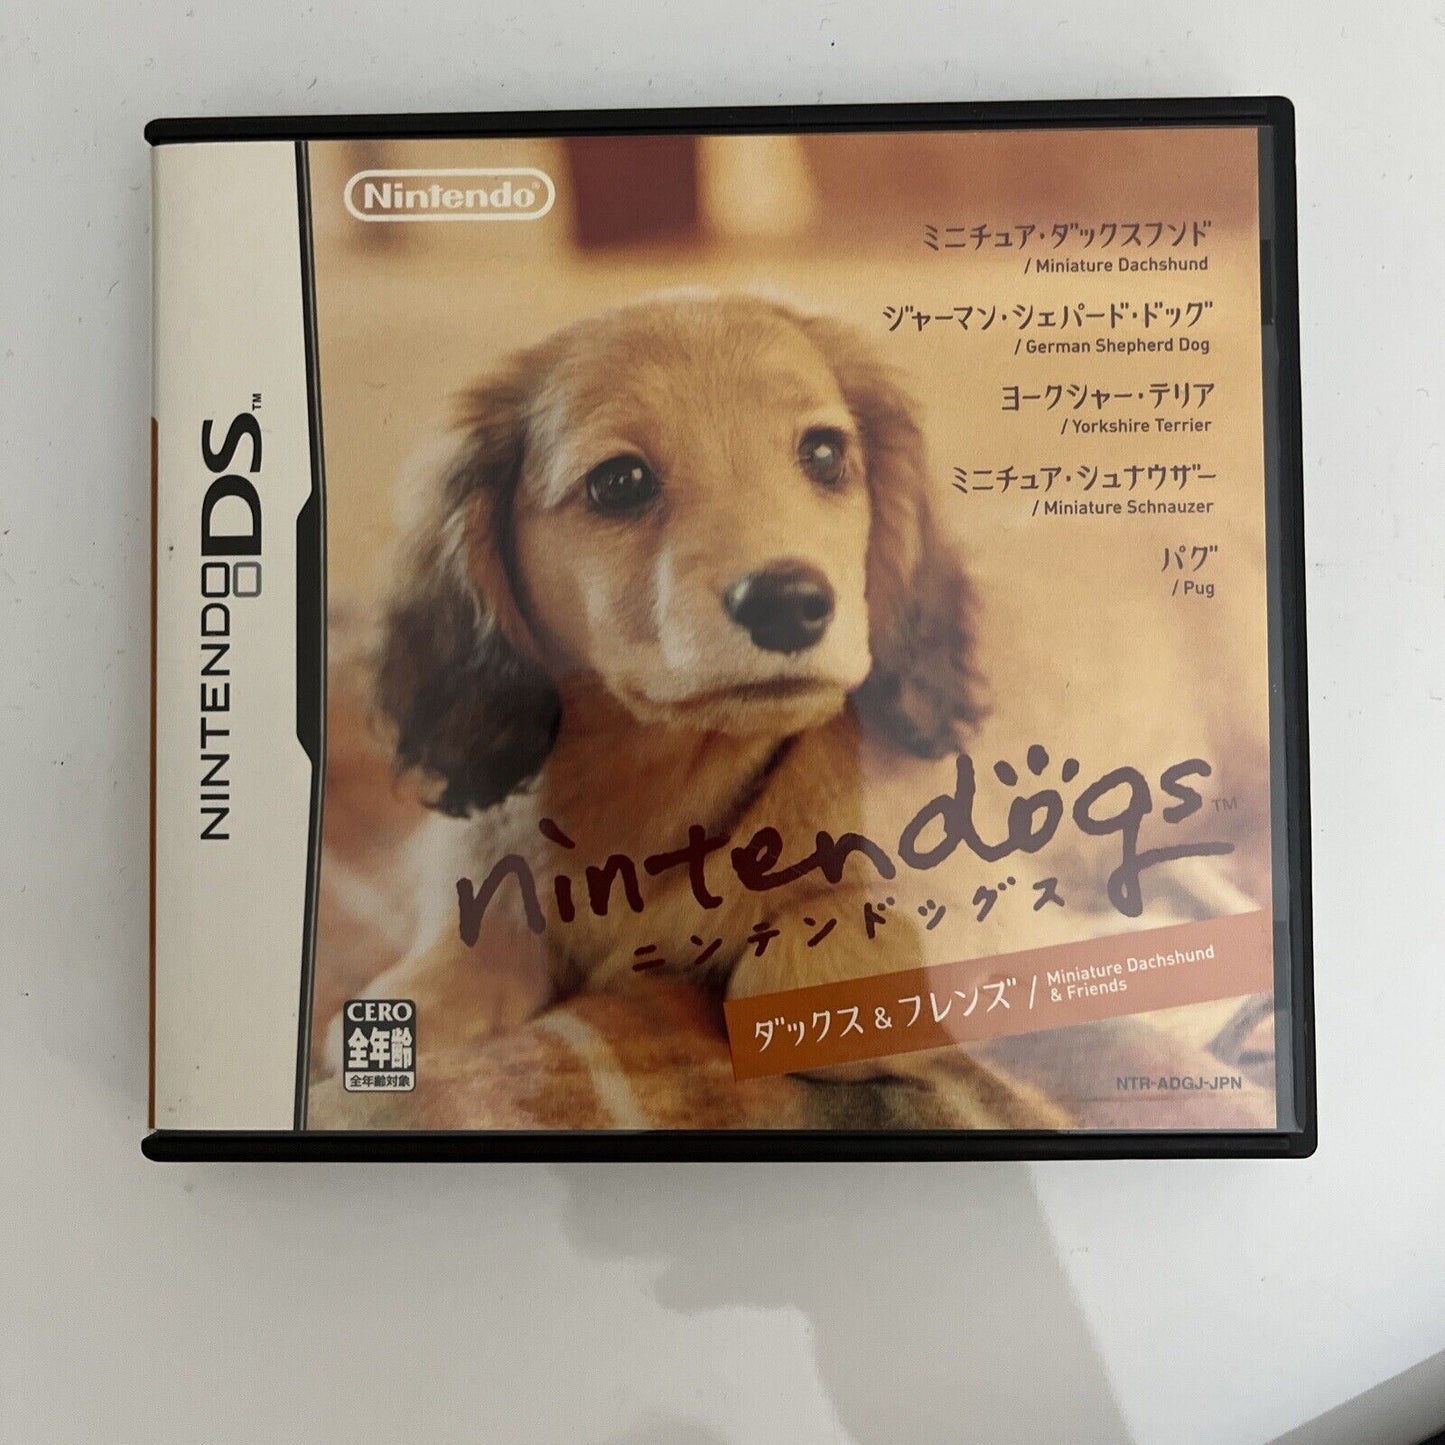 Nintendo®
NINTENDO DS™
ミニチュア・ダックスフンド
/ Miniature Dachshund
ジャーマン・シェパード・ドッグ
/ German Shepherd Dog
ヨークシャー・テリア
/ Yorkshire Terrier
ミニチュア・シュナウザー
/ Miniature Schnauzer
パグ
/ Pug
nintendogs™
ニンテンドッグス
ダックス & フレンズ / Miniature Dachshund
& Friends
CERO
全年齢
全年齢対象
NTR-ADGJ-JPN